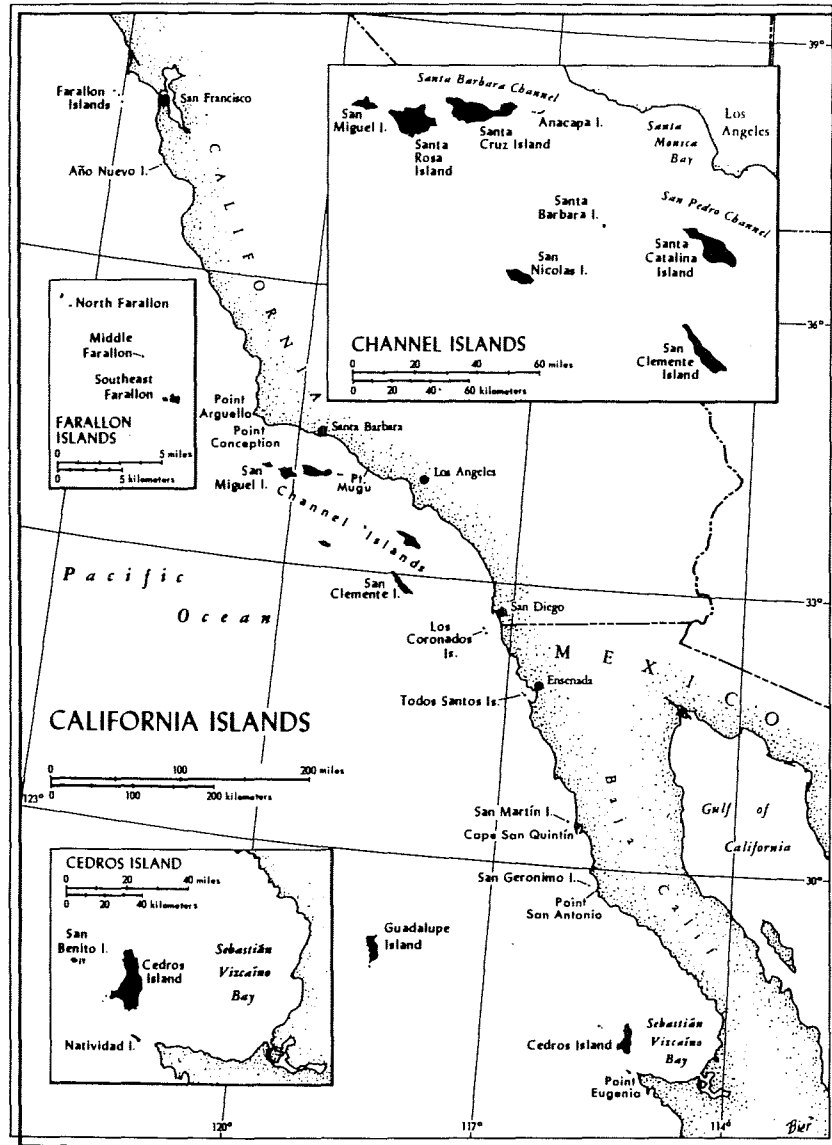 39°
Farallon
Islands
San Francisco
Año Nuevo I.
CALIFORNIA
Santa Barbara Channel
San
Miguel I.
Santa
Rosa
Island
Santa
Cruz Island
Anacapa I.
Los
Angeles
Santa
Monica
Bay
Santa
Barbara I.
San Pedro Channel
San
Nicolas I.
Santa
Catalina
Island
San
Clemente
Island
CHANNEL ISLANDS
0 20 40 60 miles
0 20 40 60 kilometers
36°
North Farallon
Middle
Farallon
Southeast
Farallon
FARALLON
ISLANDS
0 5 miles
0 5 kilometers
Point
Arguello
Point
Conception
Santa Barbara
San
Miguel I.
Pt.
Mugu
Los Angeles
Channel Islands
San
Clemente I.
Pacific
Ocean
33°
San Diego
Los
Coronados
Is.
MEXICO
Ensenada
Todos Santos Is.
CALIFORNIA ISLANDS
0 100 200 miles
0 100 200 kilometers
123°
Baja Calif
Gulf of
California
San Martín I.
Cape San Quintín
San Geronimo I.
Point
San Antonio
30°
CEDROS ISLAND
0 20 40 miles
0 20 40 kilometers
San
Benito I.
Cedros
Island
Sebastián
Vizcaíno
Bay
Natividad I.
Guadalupe
Island
Cedros Island
Sebastián
Vizcaíno
Bay
Point
Eugenio
120°
117°
114°
Bier